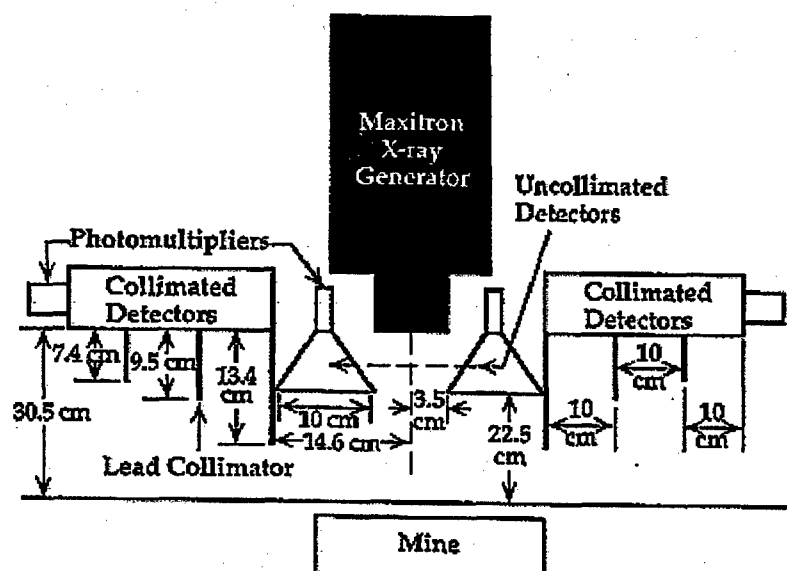 Maxitron
X-ray
Generator
Uncollimated
Detectors
Photomultipliers
Collimated
Detectors
Collimated
Detectors
7.4 cm
9.5 cm
13.4
cm
30.5 cm
10 cm
14.6 cm
3.5
cm
22.5
cm
10
cm
10
cm
10
cm
Lead Collimator
Mine